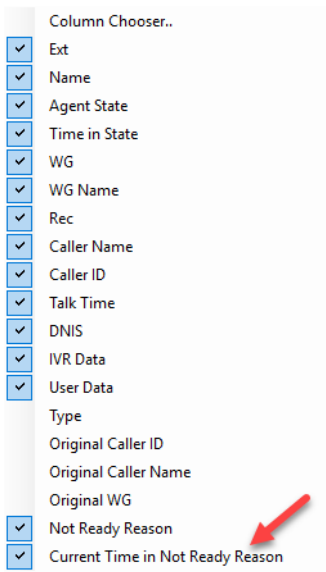 Column Chooser..
Ext
Name
Agent State
Time in State
WG
WG Name
Rec
Caller Name
Caller ID
Talk Time
DNIS
IVR Data
User Data
Type
Original Caller ID
Original Caller Name
Original WG
Not Ready Reason
Current Time in Not Ready Reason